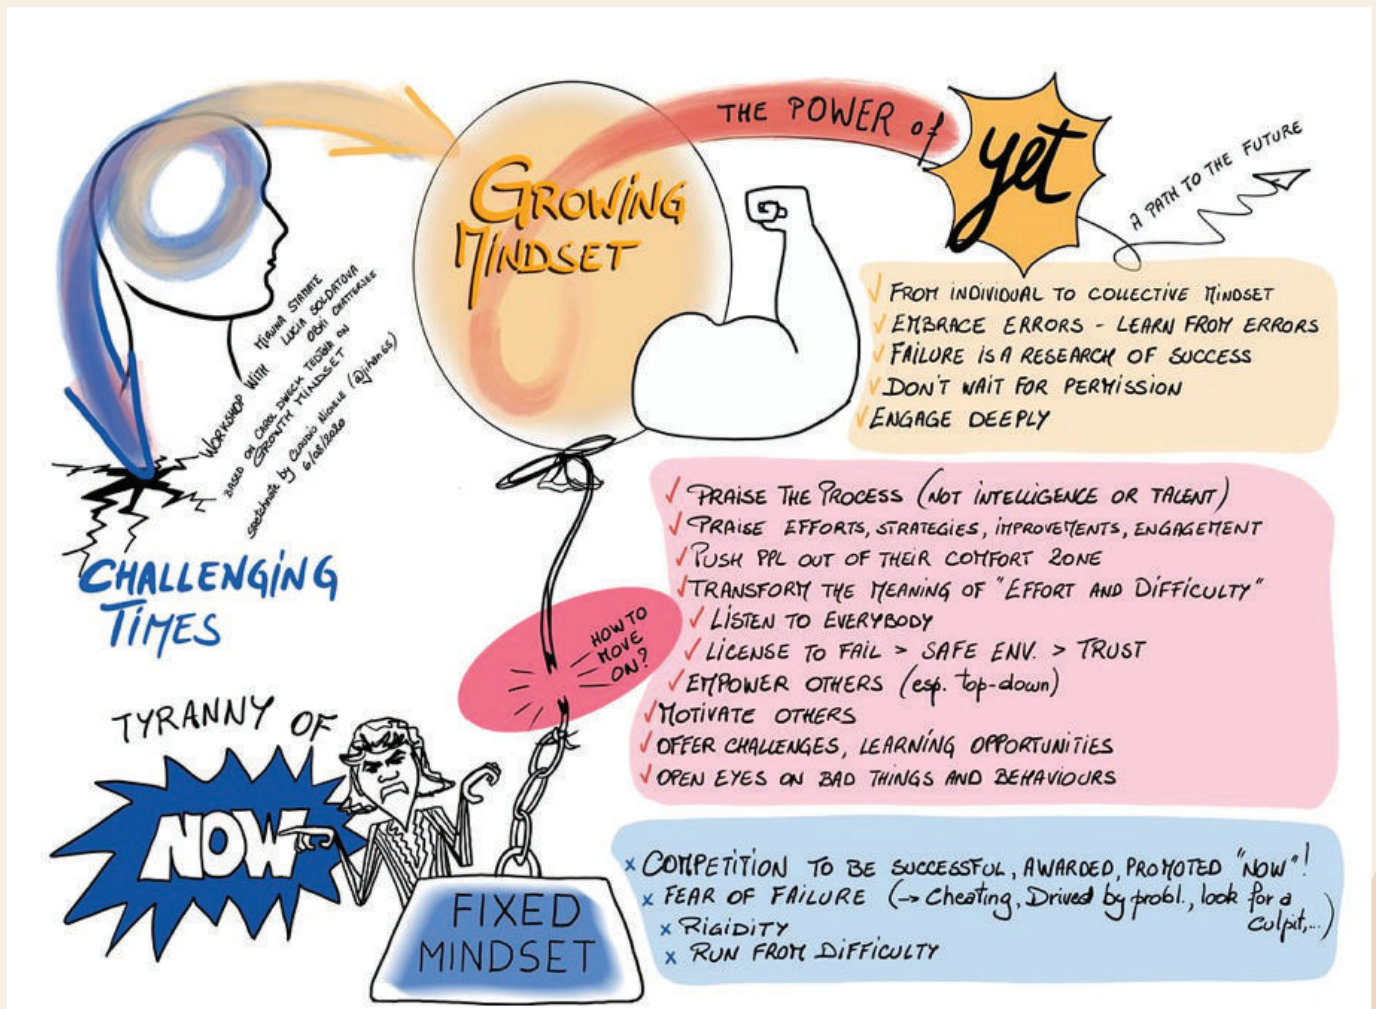 THE POWER of
yet
A PATH TO THE FUTURE
GROWING
MINDSET
WORKSHOP WITH
MIRUNA STAMATE
LUCIA SOLDATOVA
OBHI CHATTERJEE
BASED ON CAROL DWECK TEDTALK ON
GROWTH MINDSET
sketchnote by CLAUDIO NICHELE (@jihan65)
6/08/2020
✓ FROM INDIVIDUAL TO COLLECTIVE MINDSET
✓ EMBRACE ERRORS - LEARN FROM ERRORS
✓ FAILURE IS A RESEARCH OF SUCCESS
✓ DON'T WAIT FOR PERMISSION
✓ ENGAGE DEEPLY
CHALLENGING
TIMES
HOW TO
MOVE
ON?
✓ PRAISE THE PROCESS (NOT INTELLIGENCE OR TALENT)
✓ PRAISE EFFORTS, STRATEGIES, IMPROVEMENTS, ENGAGEMENT
✓ PUSH PPL OUT OF THEIR COMFORT ZONE
✓ TRANSFORM THE MEANING OF "EFFORT AND DIFFICULTY"
✓ LISTEN TO EVERYBODY
✓ LICENSE TO FAIL > SAFE ENV. > TRUST
✓ EMPOWER OTHERS (esp. top-down)
✓ MOTIVATE OTHERS
✓ OFFER CHALLENGES, LEARNING OPPORTUNITIES
✓ OPEN EYES ON BAD THINGS AND BEHAVIOURS
TYRANNY OF
NOW
FIXED
MINDSET
x COMPETITION TO BE SUCCESSFUL, AWARDED, PROMOTED "NOW"!
x FEAR OF FAILURE (→ Cheating, Drived by probl., look for a
culpit,...)
x RIGIDITY
x RUN FROM DIFFICULTY